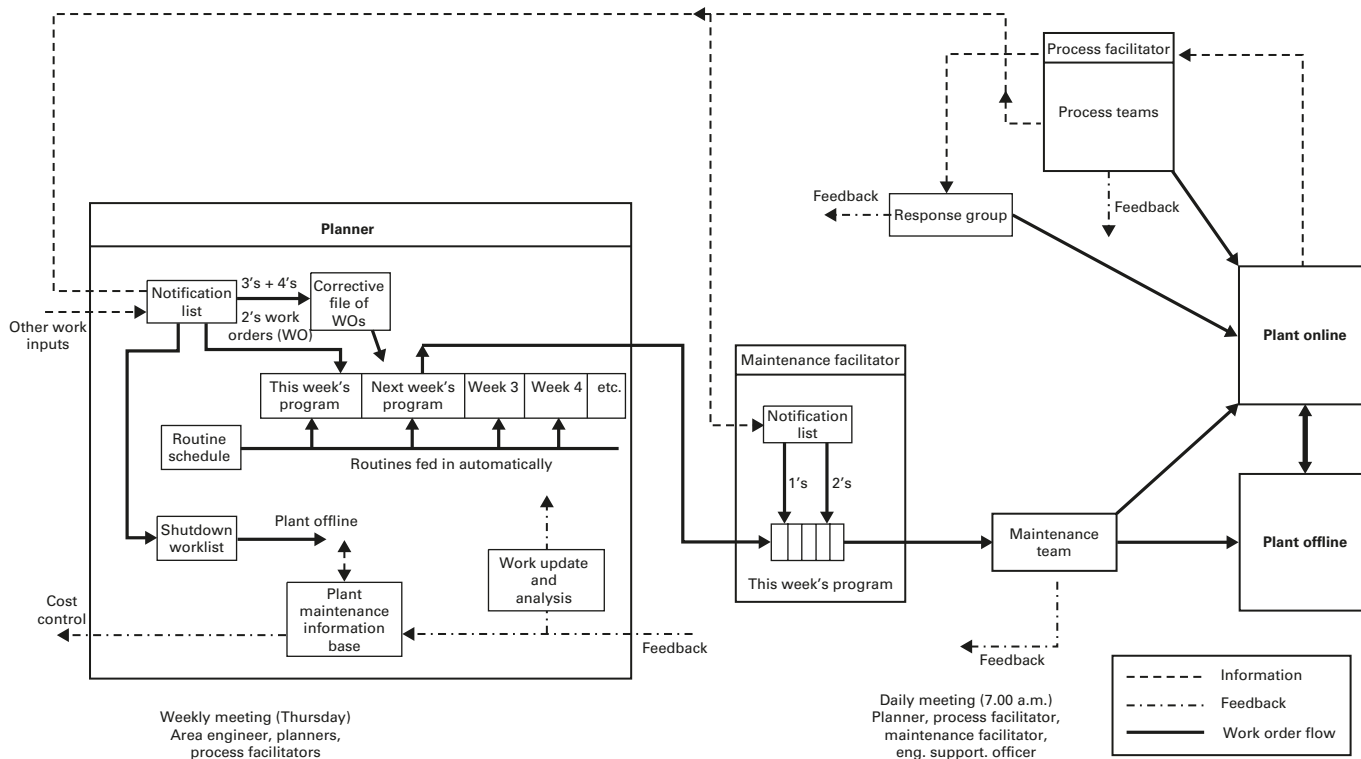 Process facilitator
Process teams
Feedback
Response group
Feedback
Planner
Notification
list
3's + 4's
Corrective
file of
WOs
2's work
orders (WO)
Other work
inputs
Plant online
Maintenance facilitator
This week's
program
Next week's
program
Week 3
Week 4
etc.
Notification
list
Routine
schedule
Routines fed in automatically
1's
2's
Shutdown
worklist
Plant offline
Maintenance
team
Plant offline
Work update
and
analysis
This week's program
Plant
maintenance
information
base
Cost
control
Feedback
Feedback
Information
Feedback
Work order flow
Weekly meeting (Thursday)
Area engineer, planners,
process facilitators
Daily meeting (7.00 a.m.)
Planner, process facilitator,
maintenance facilitator,
eng. support. officer